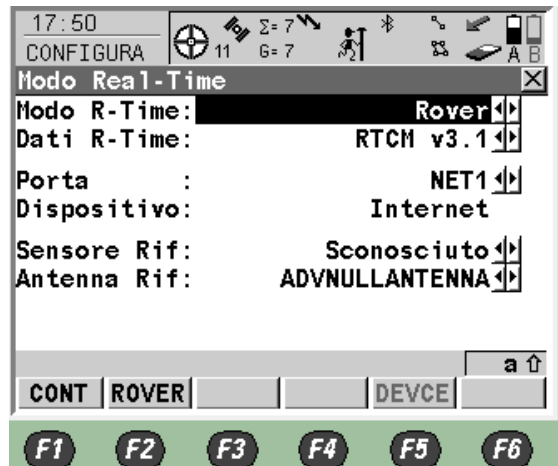 17:50
CONFIGURA
11
Σ= 7
G= 7
A B
Modo Real-Time
Modo R-Time: Rover
Dati R-Time: RTCM v3.1
Porta : NET1
Dispositivo: Internet
Sensore Rif: Sconosciuto
Antenna Rif: ADVNULLANTENNA
a
CONT ROVER DEVCE
F1 F2 F3 F4 F5 F6